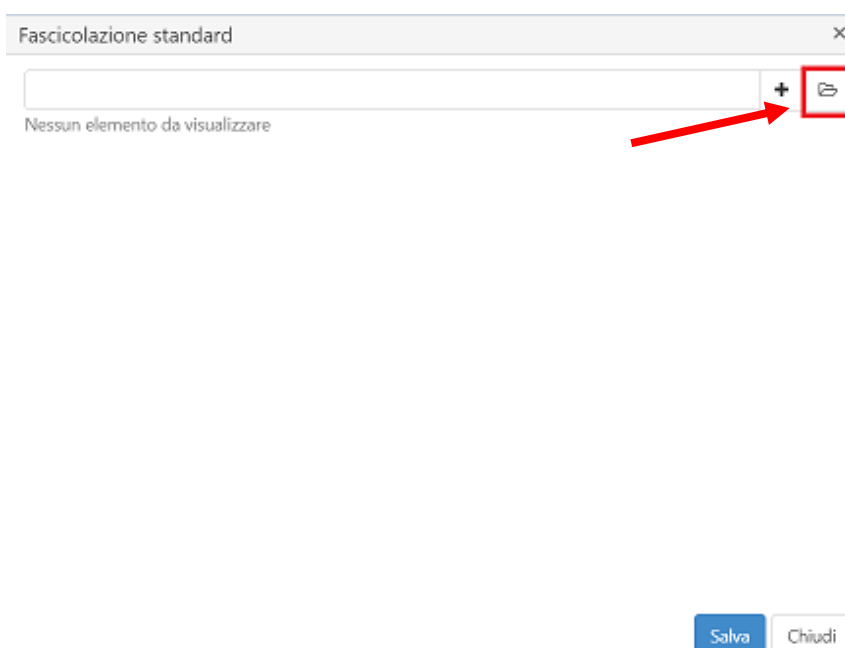 Fascicolazione standard
Nessun elemento da visualizzare
Salva Chiudi